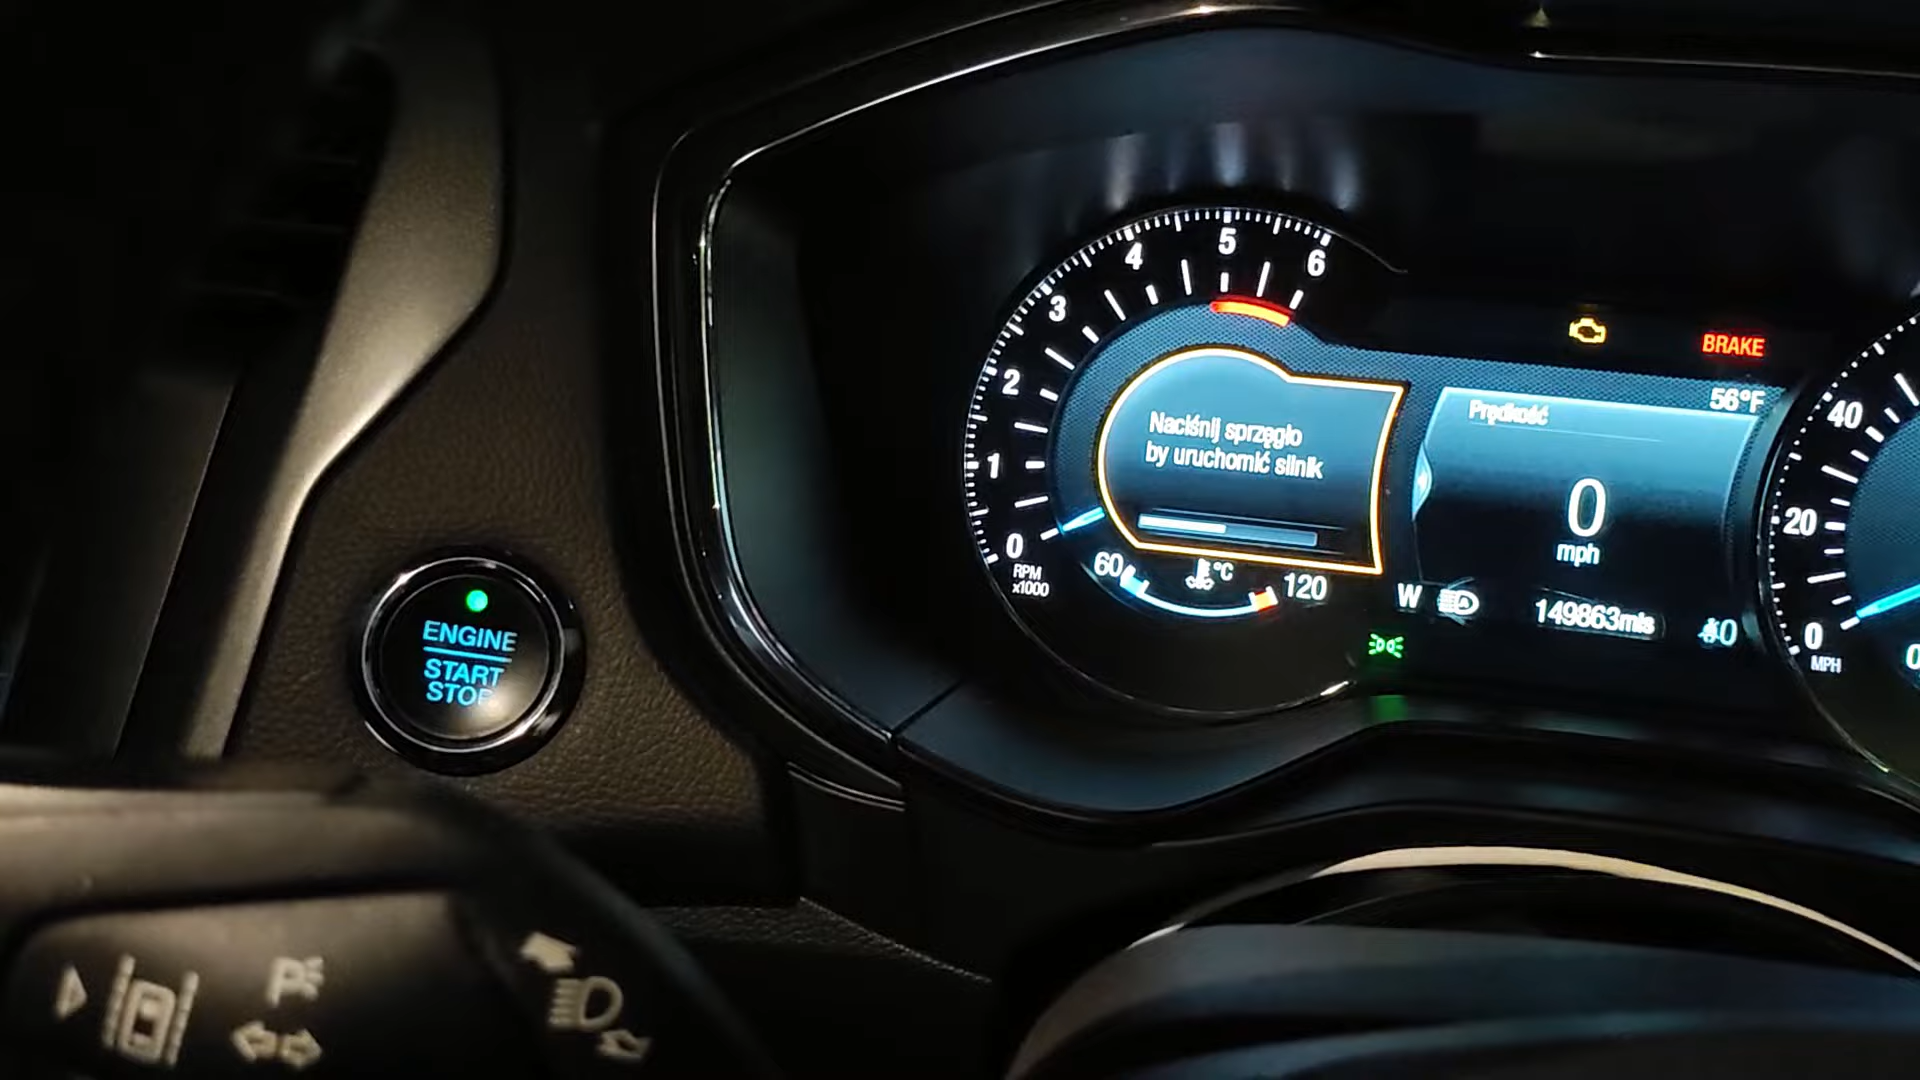 4
5
6
3
2
1
0
RPM
x1000
Naciśnij sprzęgło
by uruchomić silnik
60
°C
120
BRAKE
56°F
Prędkość
0
mph
W
149863mls
40
20
0
MPH
ENGINE
START
STOP